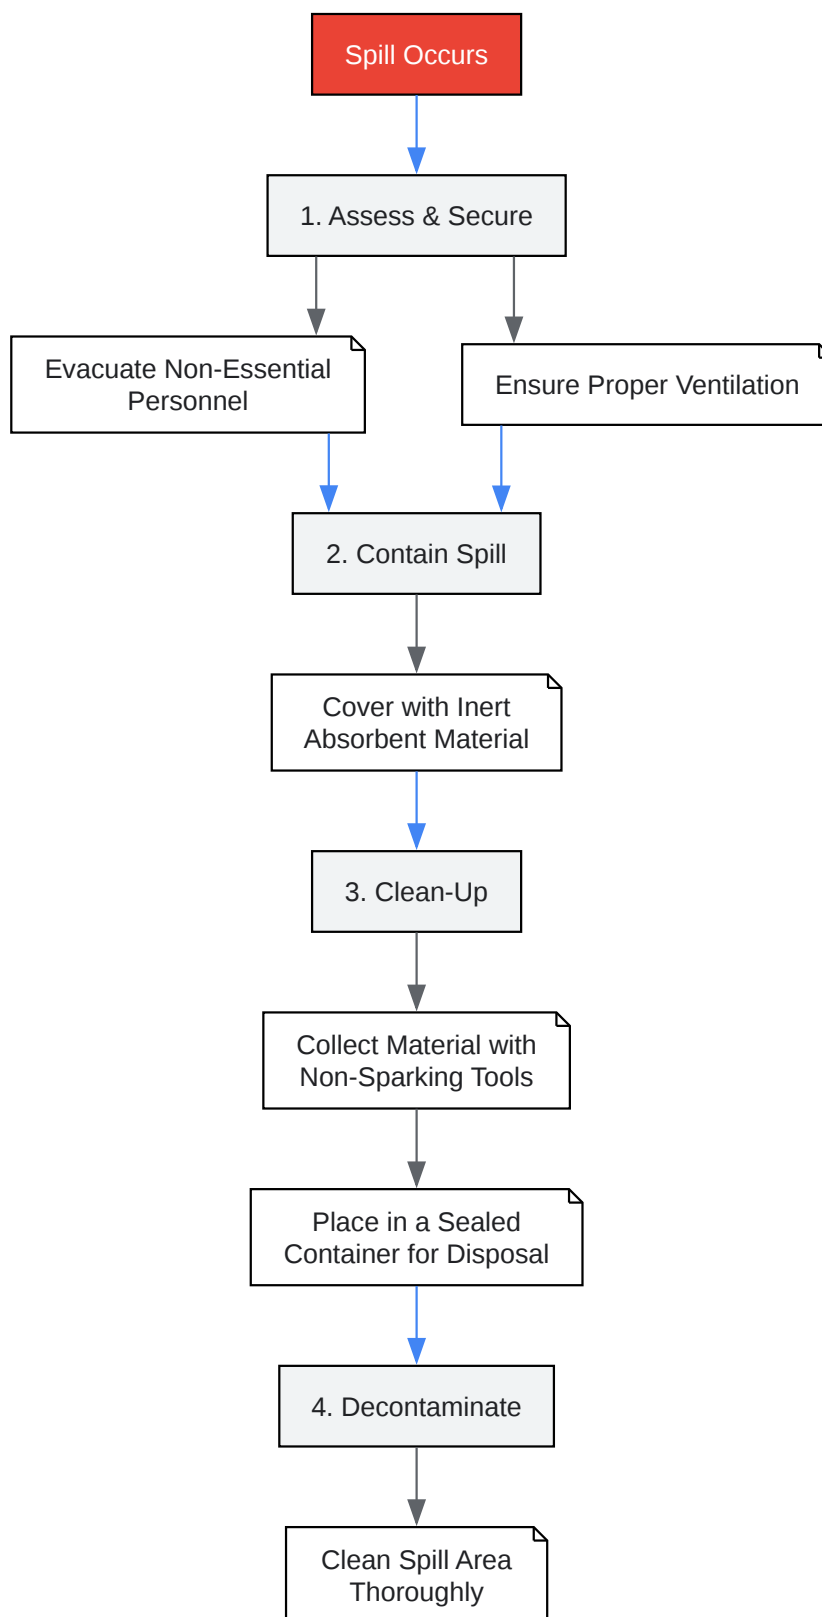 Spill Occurs
1. Assess & Secure
Evacuate Non-Essential
Personnel
Ensure Proper Ventilation
2. Contain Spill
Cover with Inert
Absorbent Material
3. Clean-Up
Collect Material with
Non-Sparking Tools
Place in a Sealed
Container for Disposal
4. Decontaminate
Clean Spill Area
Thoroughly